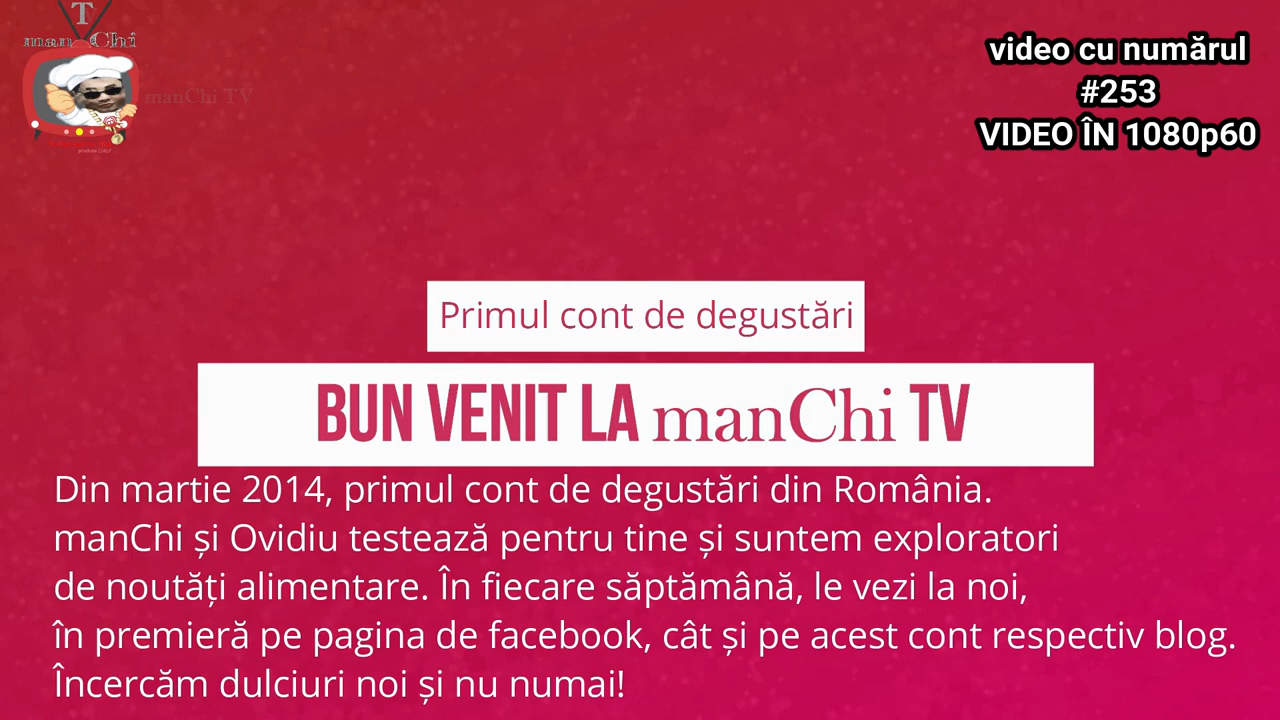 T
manChi
manChi TV
video cu numărul
#253
VIDEO ÎN 1080p60
Primul cont de degustări
BUN VENIT LA manChi TV
Din martie 2014, primul cont de degustări din România.
manChi și Ovidiu testează pentru tine și suntem exploratori
de noutăți alimentare. În fiecare săptămână, le vezi la noi,
în premieră pe pagina de facebook, cât și pe acest cont respectiv blog.
Încercăm dulciuri noi și nu numai!